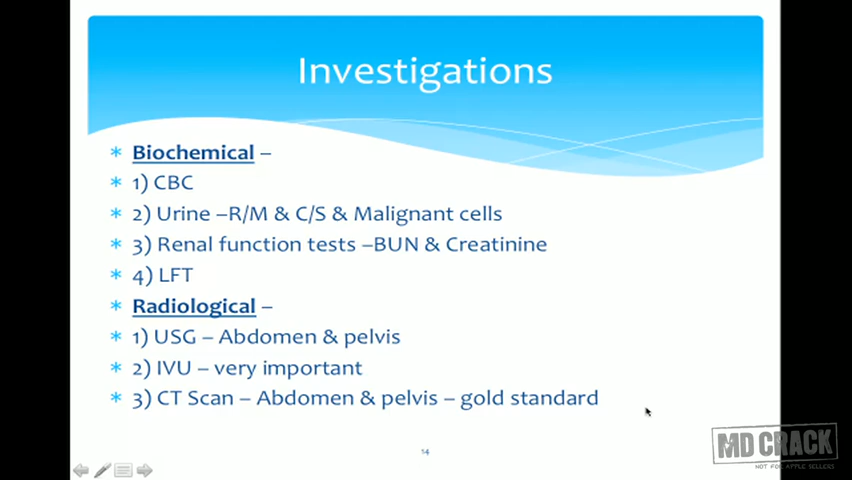 Investigations
* Biochemical –
* 1) CBC
* 2) Urine –R/M & C/S & Malignant cells
* 3) Renal function tests –BUN & Creatinine
* 4) LFT
* Radiological –
* 1) USG – Abdomen & pelvis
* 2) IVU – very important
* 3) CT Scan – Abdomen & pelvis – gold standard
14
MD CRACK
NOT FOR APPLE SELLERS